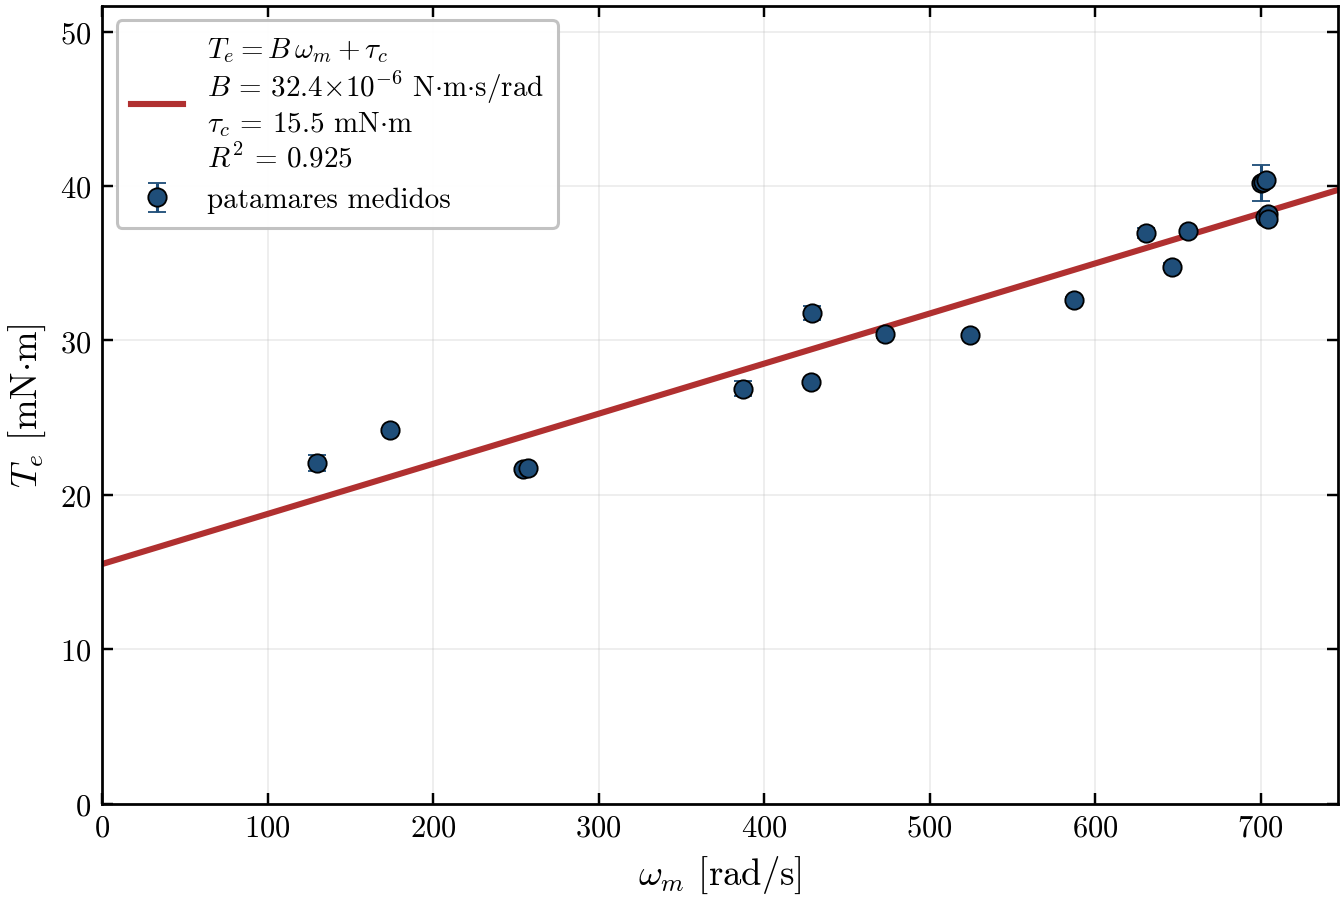 T_e = B ω_m + τ_c
B = 32.4×10⁻⁶ N·m·s/rad
τ_c = 15.5 mN·m
R² = 0.925
patamares medidos
50
40
30
20
10
0
T_e [mN·m]
0 100 200 300 400 500 600 700
ω_m [rad/s]